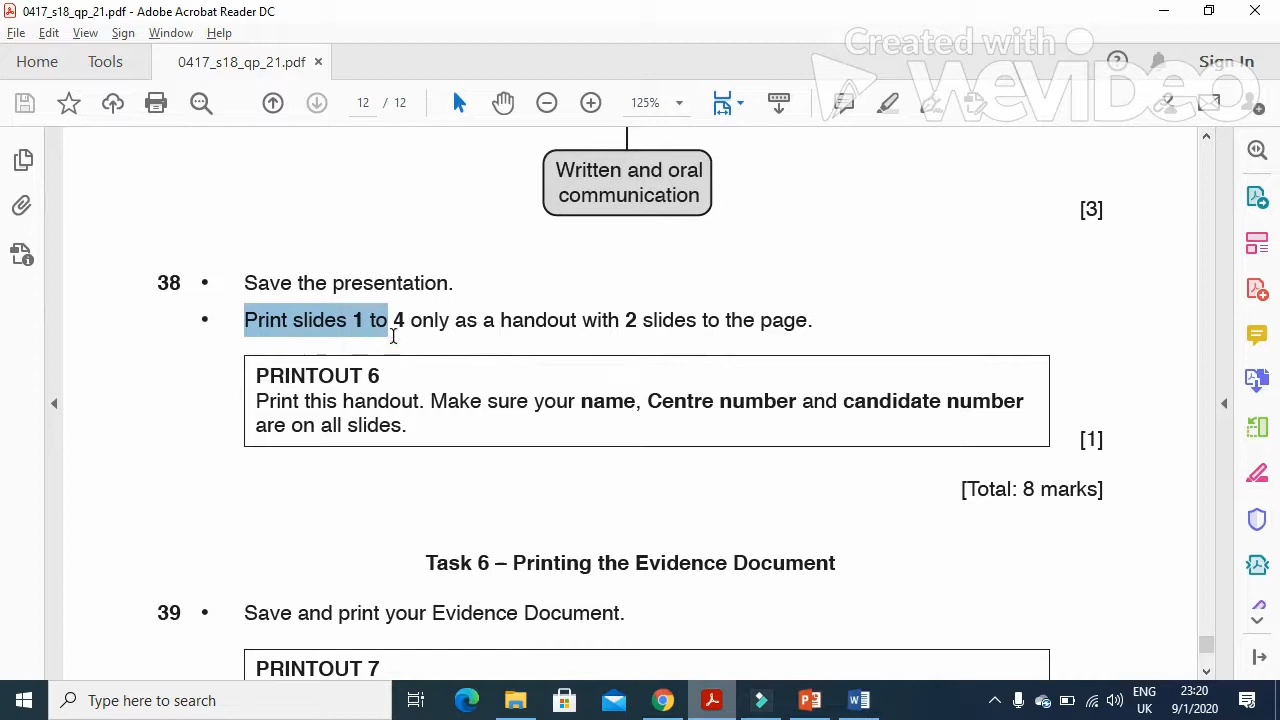 0417_s18_qp_21.pdf - Adobe Acrobat Reader DC
File Edit View Sign Window Help
Home Tools 0417_s18_qp_21.pdf × Sign In
Created with
WeVideo
12 / 12 125%
Written and oral
communication
[3]
38 • Save the presentation.
• Print slides 1 to 4 only as a handout with 2 slides to the page.
PRINTOUT 6
Print this handout. Make sure your name, Centre number and candidate number
are on all slides.
[1]
[Total: 8 marks]
Task 6 – Printing the Evidence Document
39 • Save and print your Evidence Document.
PRINTOUT 7
Type here to search
ENG
UK
23:20
9/1/2020